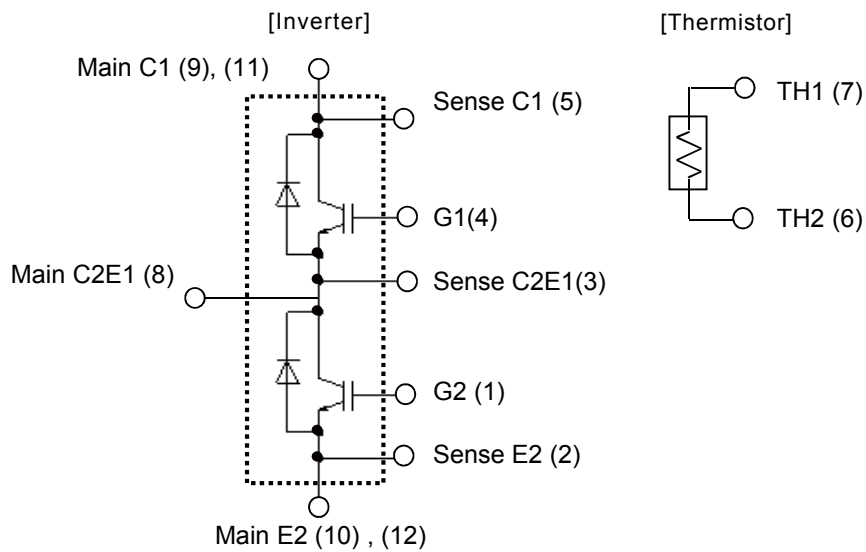 [Inverter]
[Thermistor]
Main C1 (9), (11)
Sense C1 (5)
TH1 (7)
G1(4)
TH2 (6)
Main C2E1 (8)
Sense C2E1(3)
G2 (1)
Sense E2 (2)
Main E2 (10) , (12)